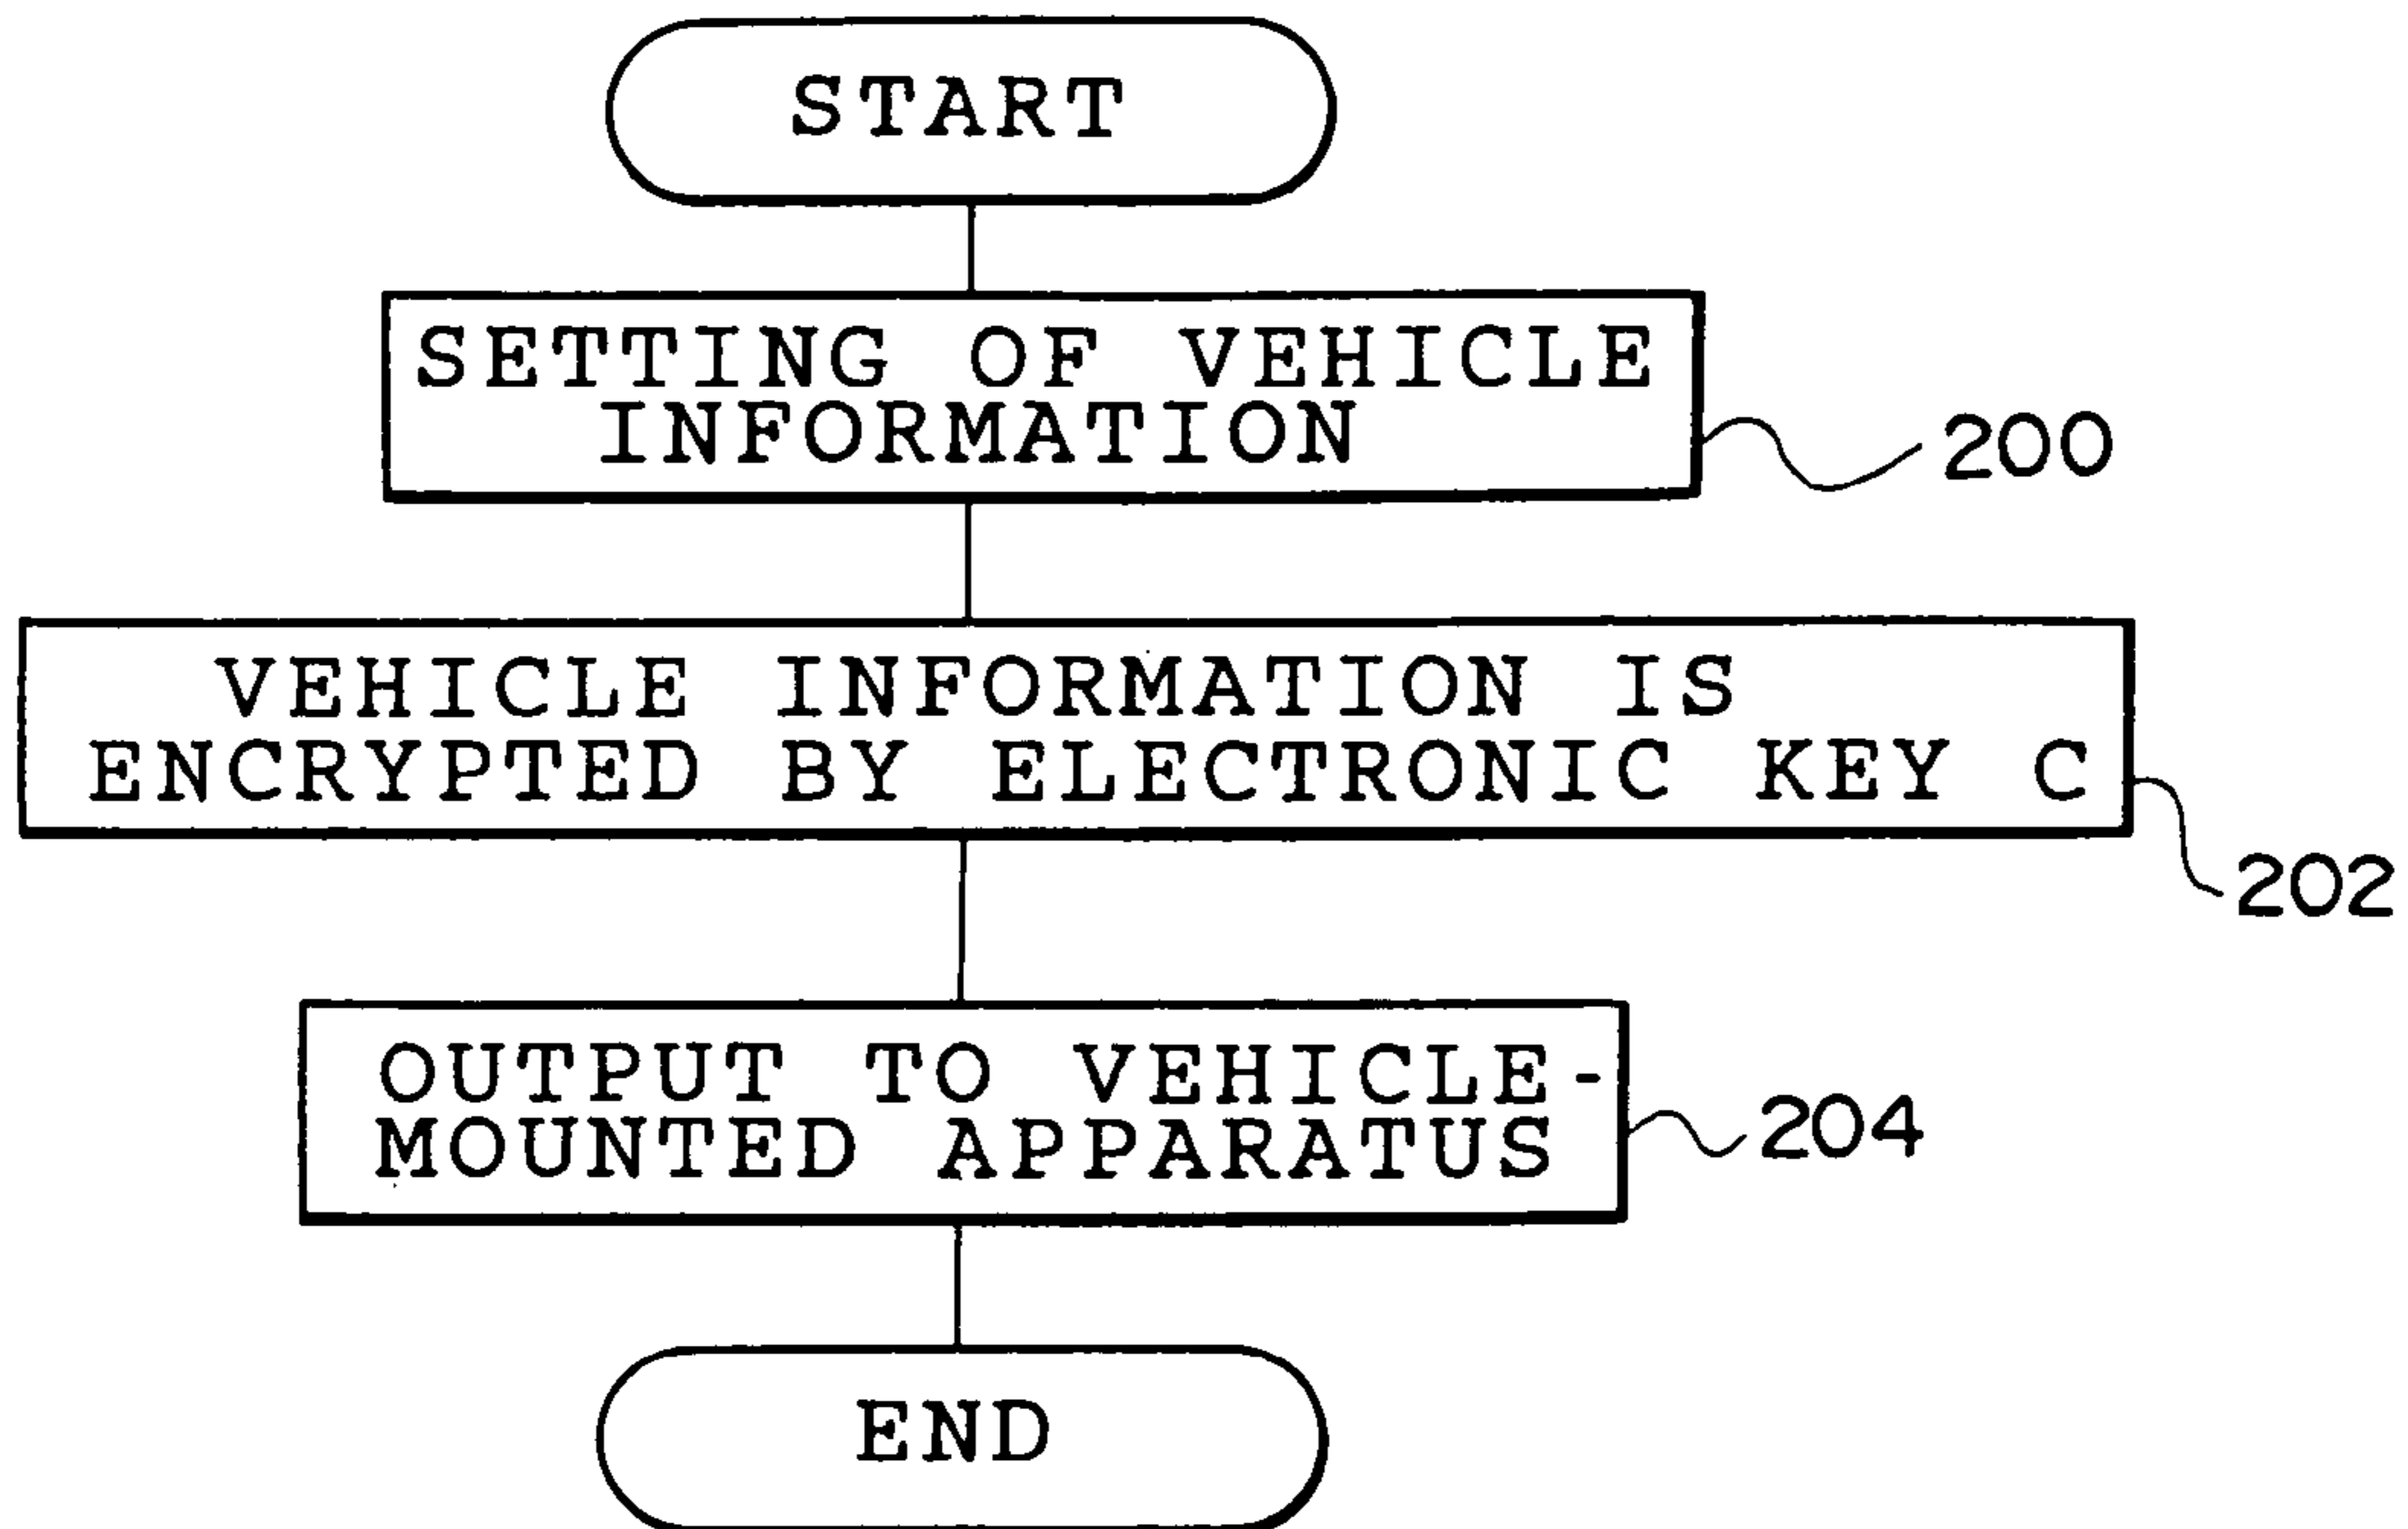 START
SETTING OF VEHICLE
INFORMATION
200
VEHICLE INFORMATION IS
ENCRYPTED BY ELECTRONIC KEY C
202
OUTPUT TO VEHICLE-
MOUNTED APPARATUS
204
END